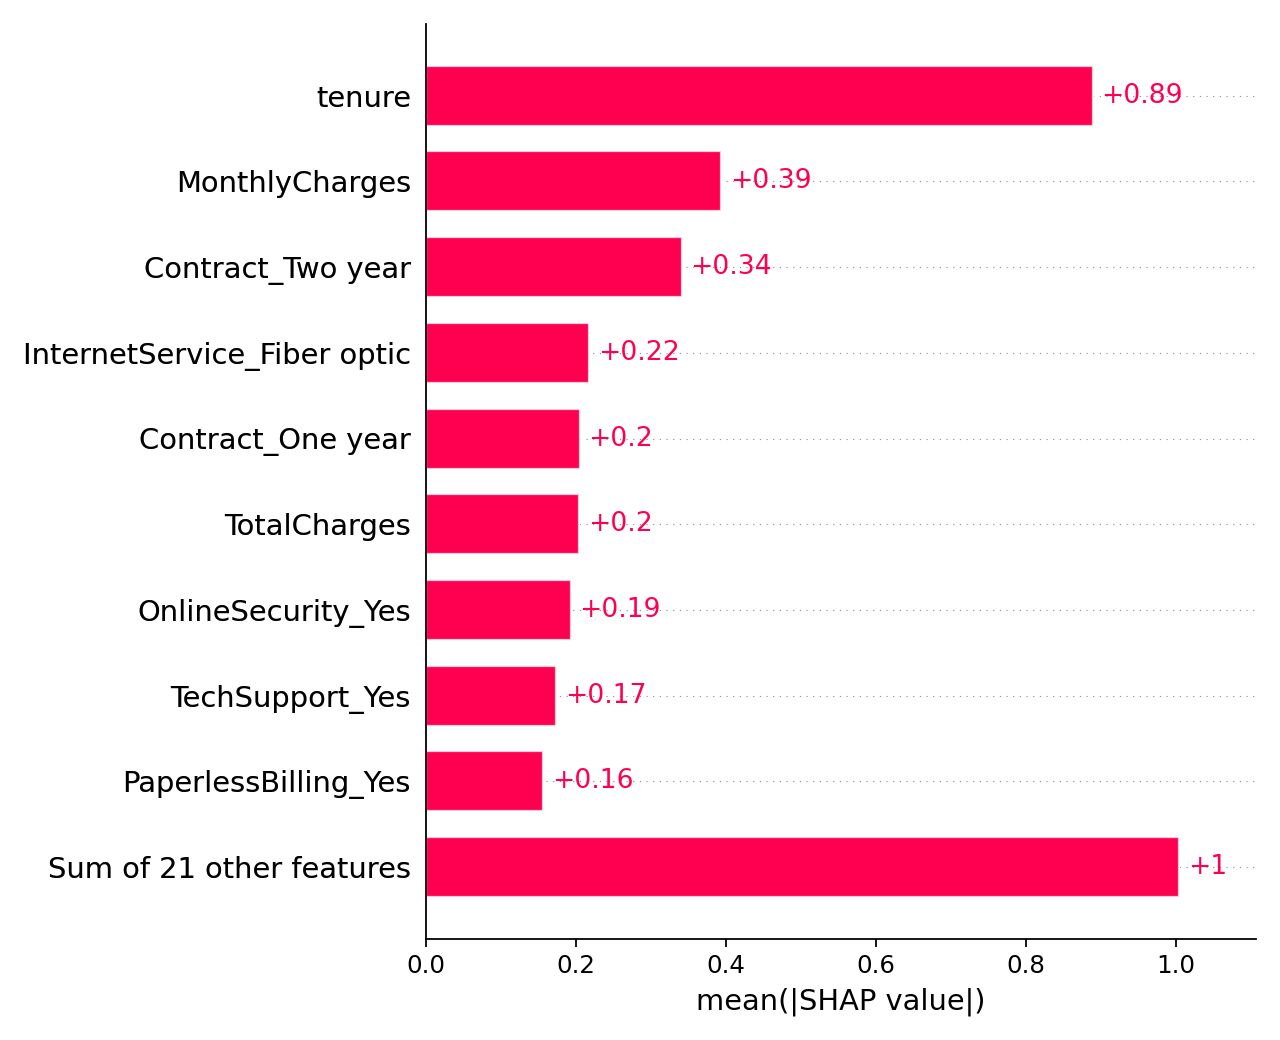 tenure +0.89
MonthlyCharges +0.39
Contract_Two year +0.34
InternetService_Fiber optic +0.22
Contract_One year +0.2
TotalCharges +0.2
OnlineSecurity_Yes +0.19
TechSupport_Yes +0.17
PaperlessBilling_Yes +0.16
Sum of 21 other features +1
0.0 0.2 0.4 0.6 0.8 1.0
mean(|SHAP value|)